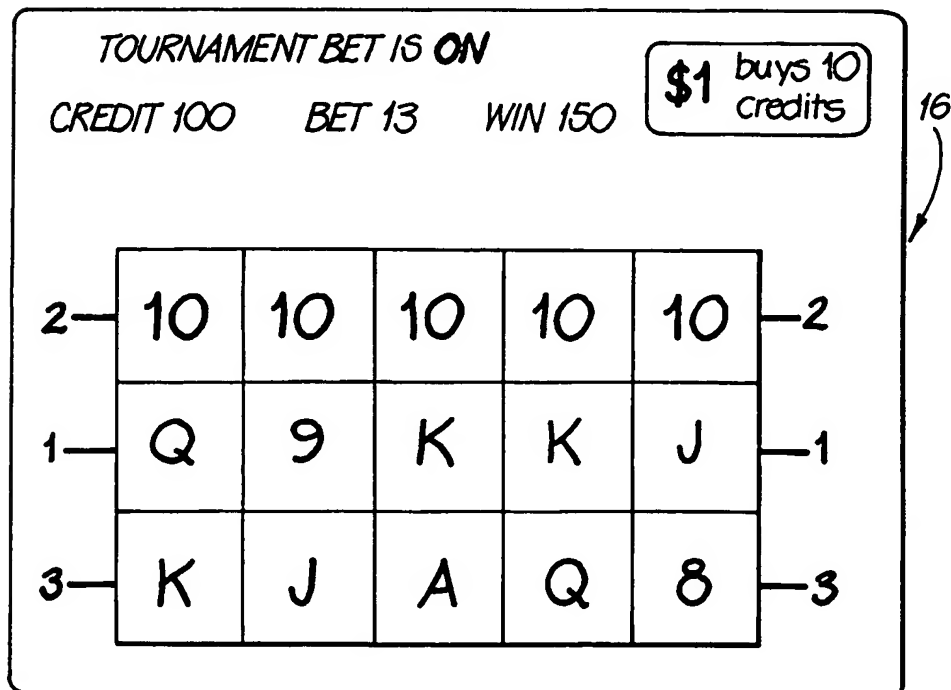 TOURNAMENT BET IS ON
$1 buys 10
credits
CREDIT 100 BET 13 WIN 150
16
2 10 10 10 10 10 2
1 Q 9 K K J 1
3 K J A Q 8 3